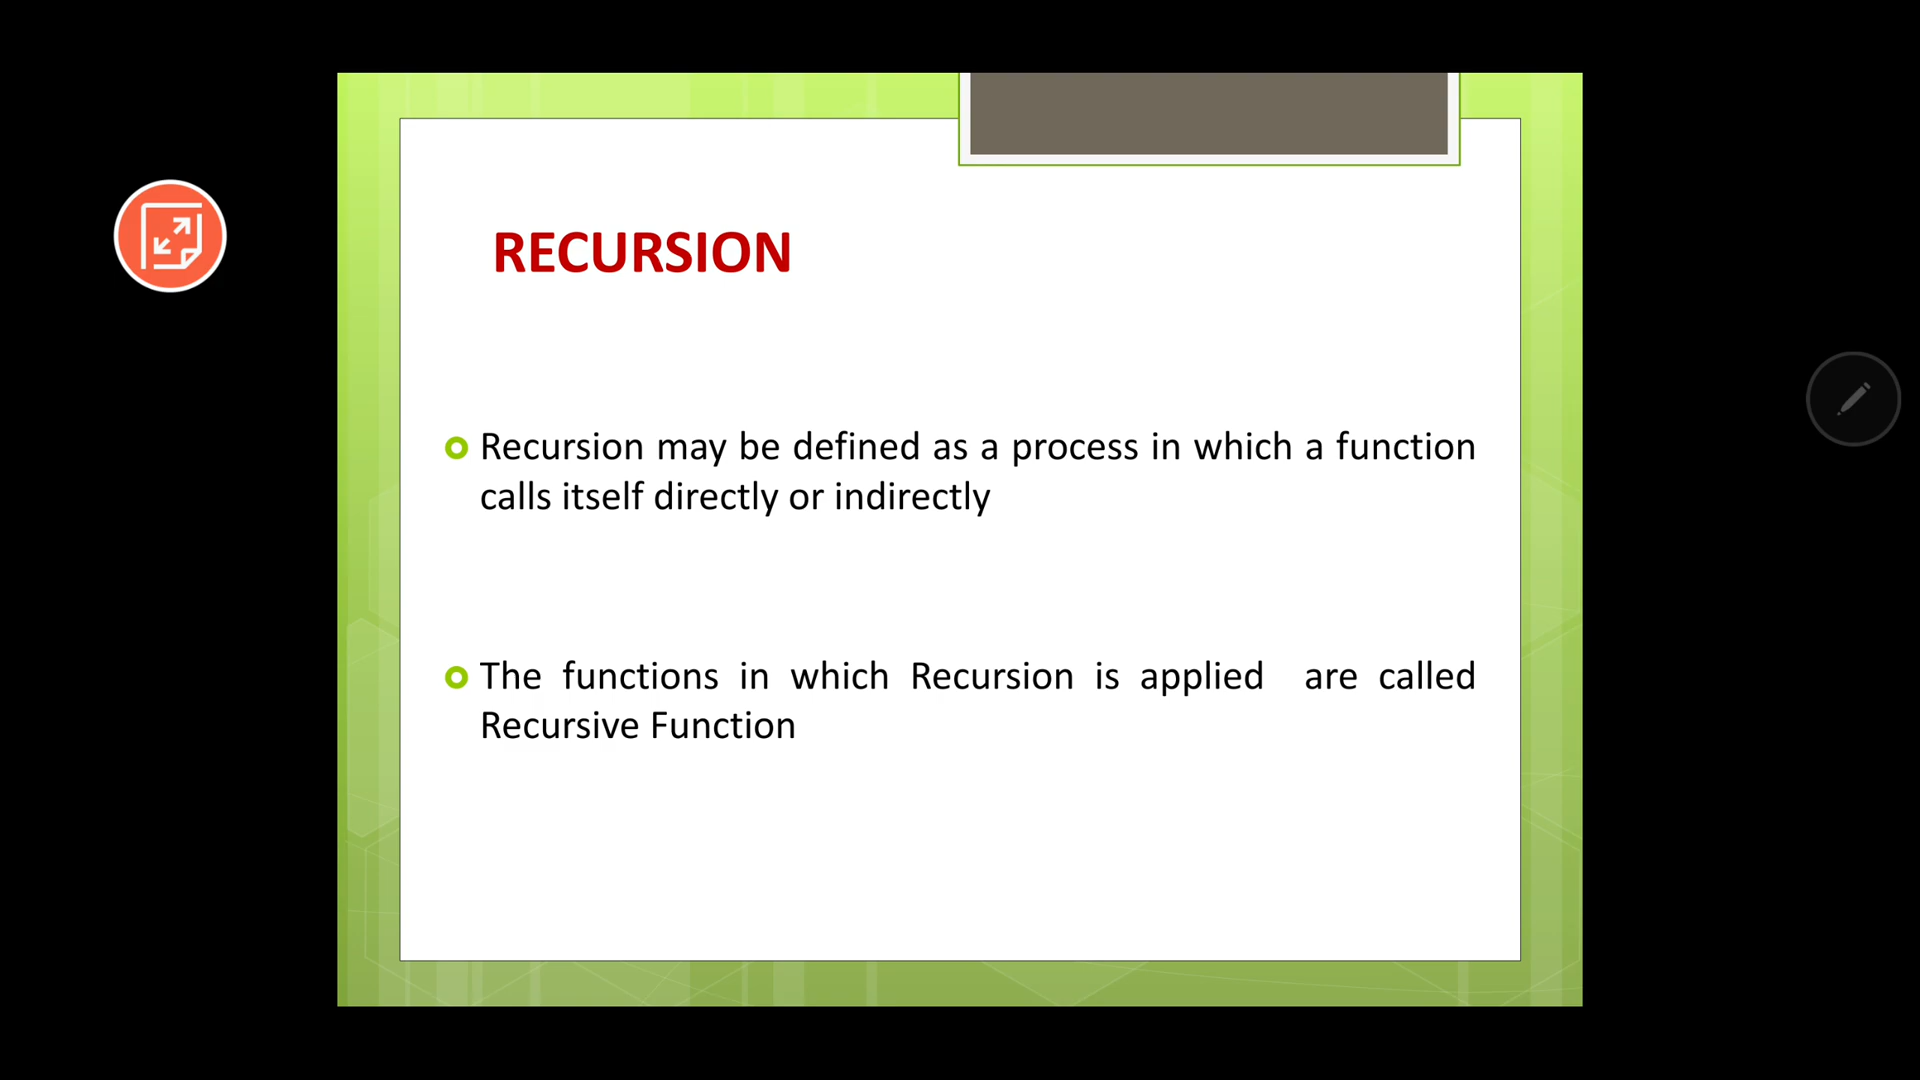 RECURSION
Recursion may be defined as a process in which a function
calls itself directly or indirectly
The functions in which Recursion is applied are called
Recursive Function